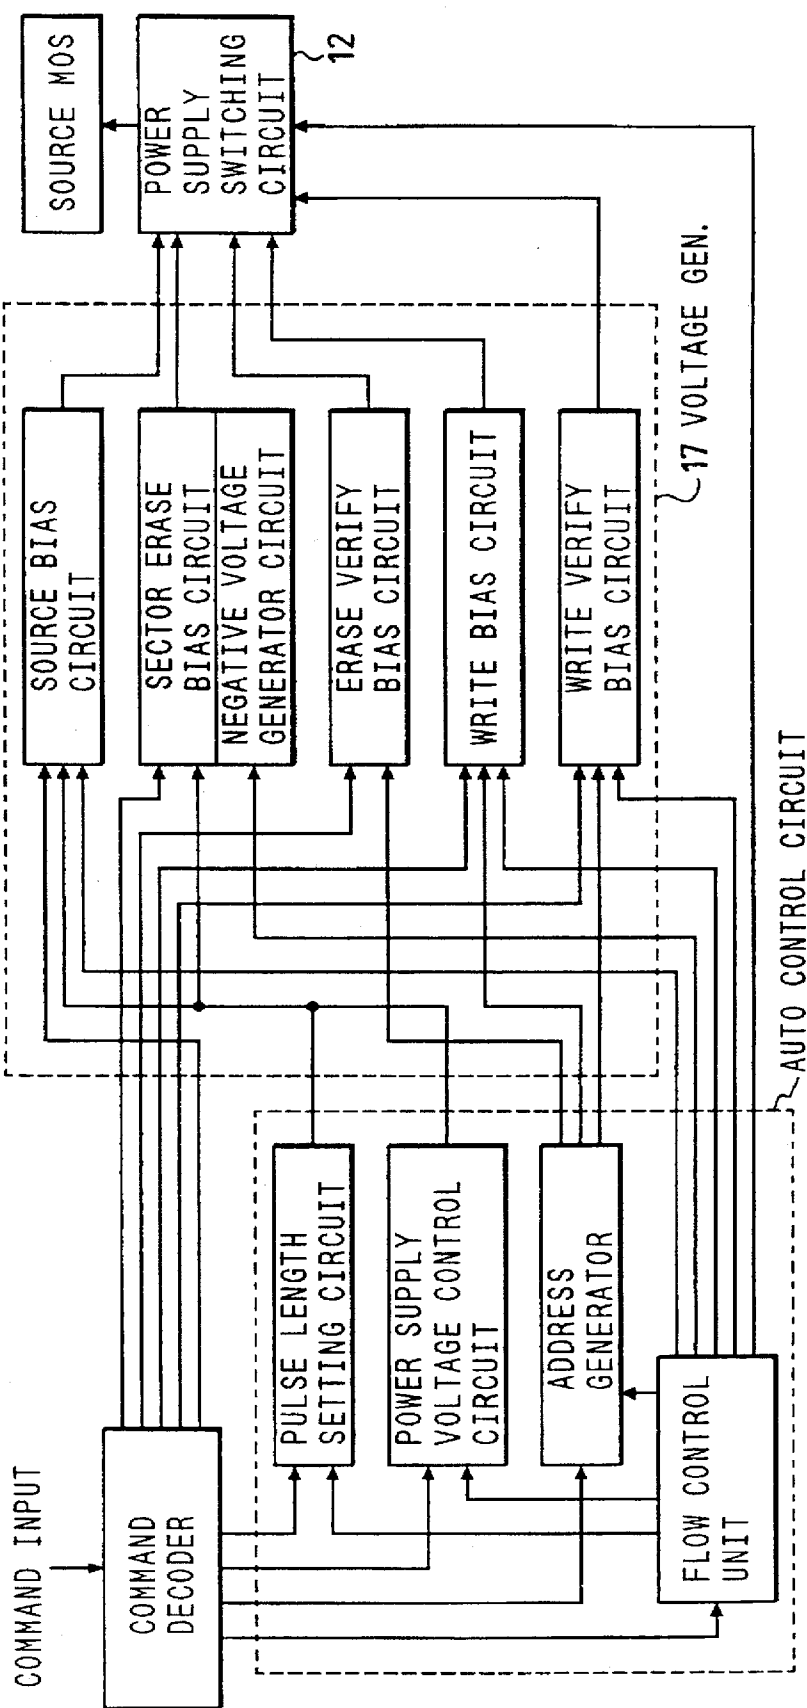 COMMAND INPUT
COMMAND
DECODER
PULSE LENGTH
SETTING CIRCUIT
POWER SUPPLY
VOLTAGE CONTROL
CIRCUIT
ADDRESS
GENERATOR
FLOW CONTROL
UNIT
AUTO CONTROL CIRCUIT
SOURCE BIAS
CIRCUIT
SECTOR ERASE
BIAS CIRCUIT
NEGATIVE VOLTAGE
GENERATOR CIRCUIT
ERASE VERIFY
BIAS CIRCUIT
WRITE BIAS CIRCUIT
WRITE VERIFY
BIAS CIRCUIT
17 VOLTAGE GEN.
SOURCE MOS
POWER
SUPPLY
SWITCHING
CIRCUIT
12